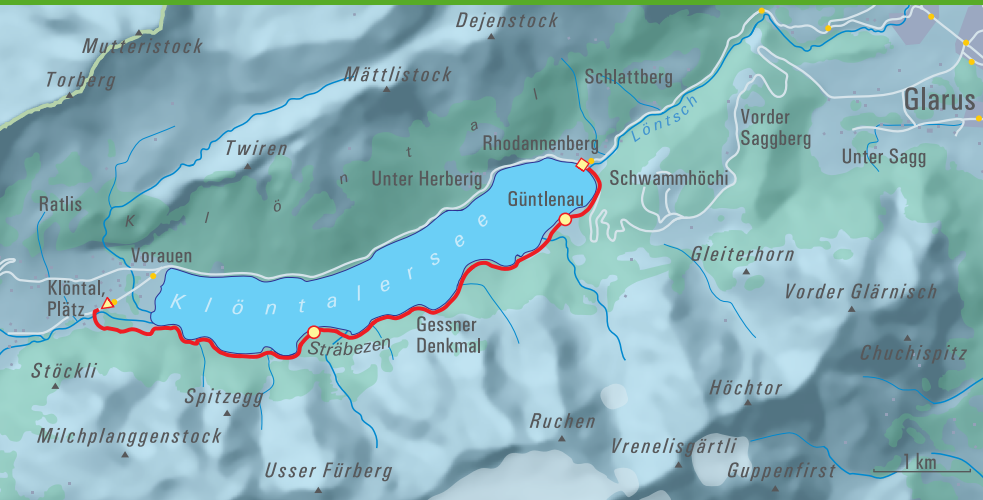 Dejenstock
Mutteristock
Torberg
Mättlistock
Schlattberg
Glarus
Löntsch
Vorder
Saggberg
Rhodannenberg
Twiren
Unter Sagg
Klöntal
Unter Herberig
Schwammhöchi
Güntlenau
Ratlis
Vorauen
Klöntalersee
Gleiterhorn
Klöntal,
Plätz
Vorder Glärnisch
Gessner
Denkmal
Sträbezen
Chuchispitz
Stöckli
Höchtor
Spitzegg
Ruchen
Milchplanggenstock
Vrenelisgärtli
Usser Fürberg
Guppenfirst
1 km